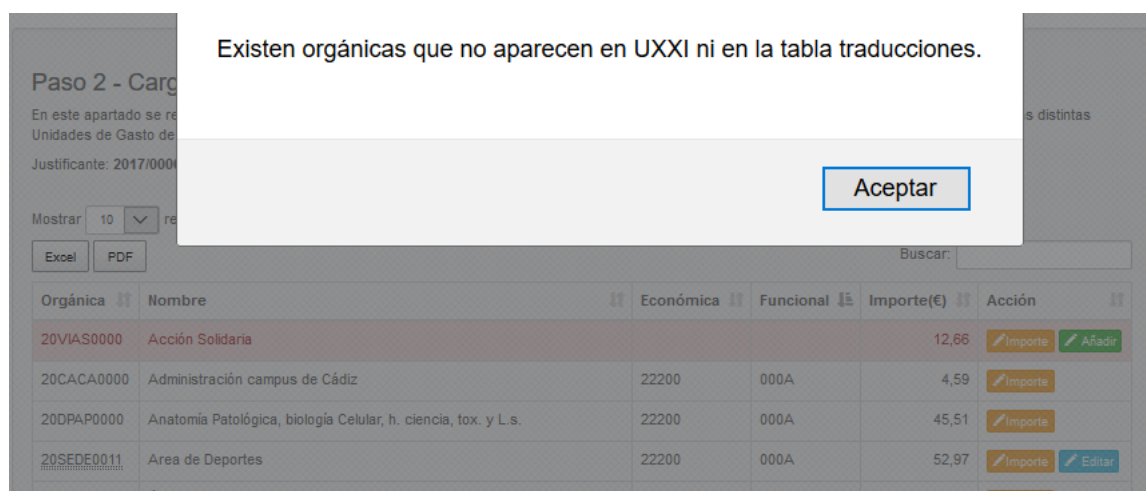 Existen orgánicas que no aparecen en UXXI ni en la tabla traducciones.
Aceptar
Paso 2 - Carg
En este apartado se re
s distintas
Unidades de Gasto de
Justificante: 2017/0000
Mostrar 10 re
Excel PDF
Buscar:
Orgánica Nombre Económica Funcional Importe(€) Acción
20VIAS0000 Acción Solidaria 12,66 Importe Añadir
20CACA0000 Administración campus de Cádiz 22200 000A 4,59 Importe
20DPAP0000 Anatomía Patológica, biología Celular, h. ciencia, tox. y L.s. 22200 000A 45,51 Importe
20SEDE0011 Area de Deportes 22200 000A 52,97 Importe Editar